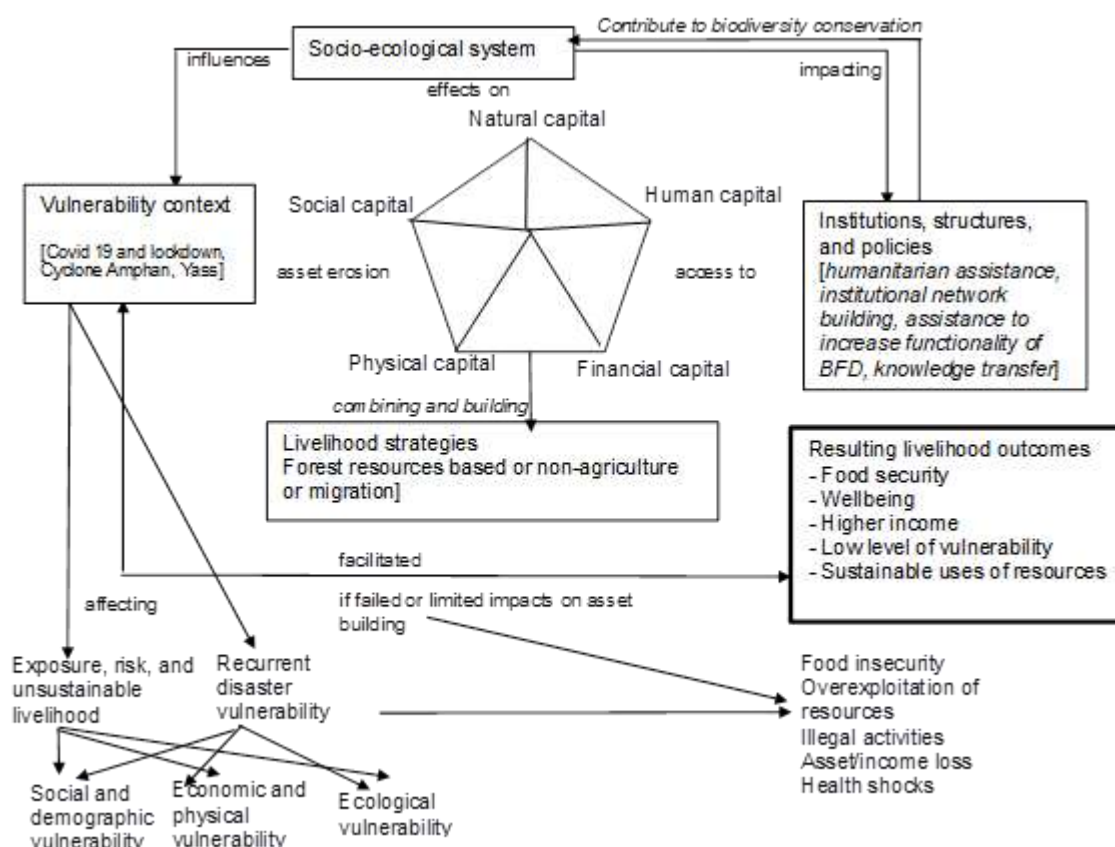 Contribute to biodiversity conservation
Socio-ecological system
influences
impacting
effects on
Natural capital
Vulnerability context
[Covid 19 and lockdown,
Cyclone Amphan, Yass]
Social capital
Human capital
Institutions, structures,
and policies
[humanitarian assistance,
institutional network
building, assistance to
increase functionality of
BFD, knowledge transfer]
asset erosion
access to
Physical capital
Financial capital
combining and building
Livelihood strategies
Forest resources based or non-agriculture
or migration]
Resulting livelihood outcomes
- Food security
- Wellbeing
- Higher income
- Low level of vulnerability
- Sustainable uses of resources
facilitated
affecting
if failed or limited impacts on asset
building
Exposure, risk, and
unsustainable
livelihood
Recurrent
disaster
vulnerability
Food insecurity
Overexploitation of
resources
Illegal activities
Asset/income loss
Health shocks
Social and
demographic
vulnerability
Economic and
physical
vulnerability
Ecological
vulnerability